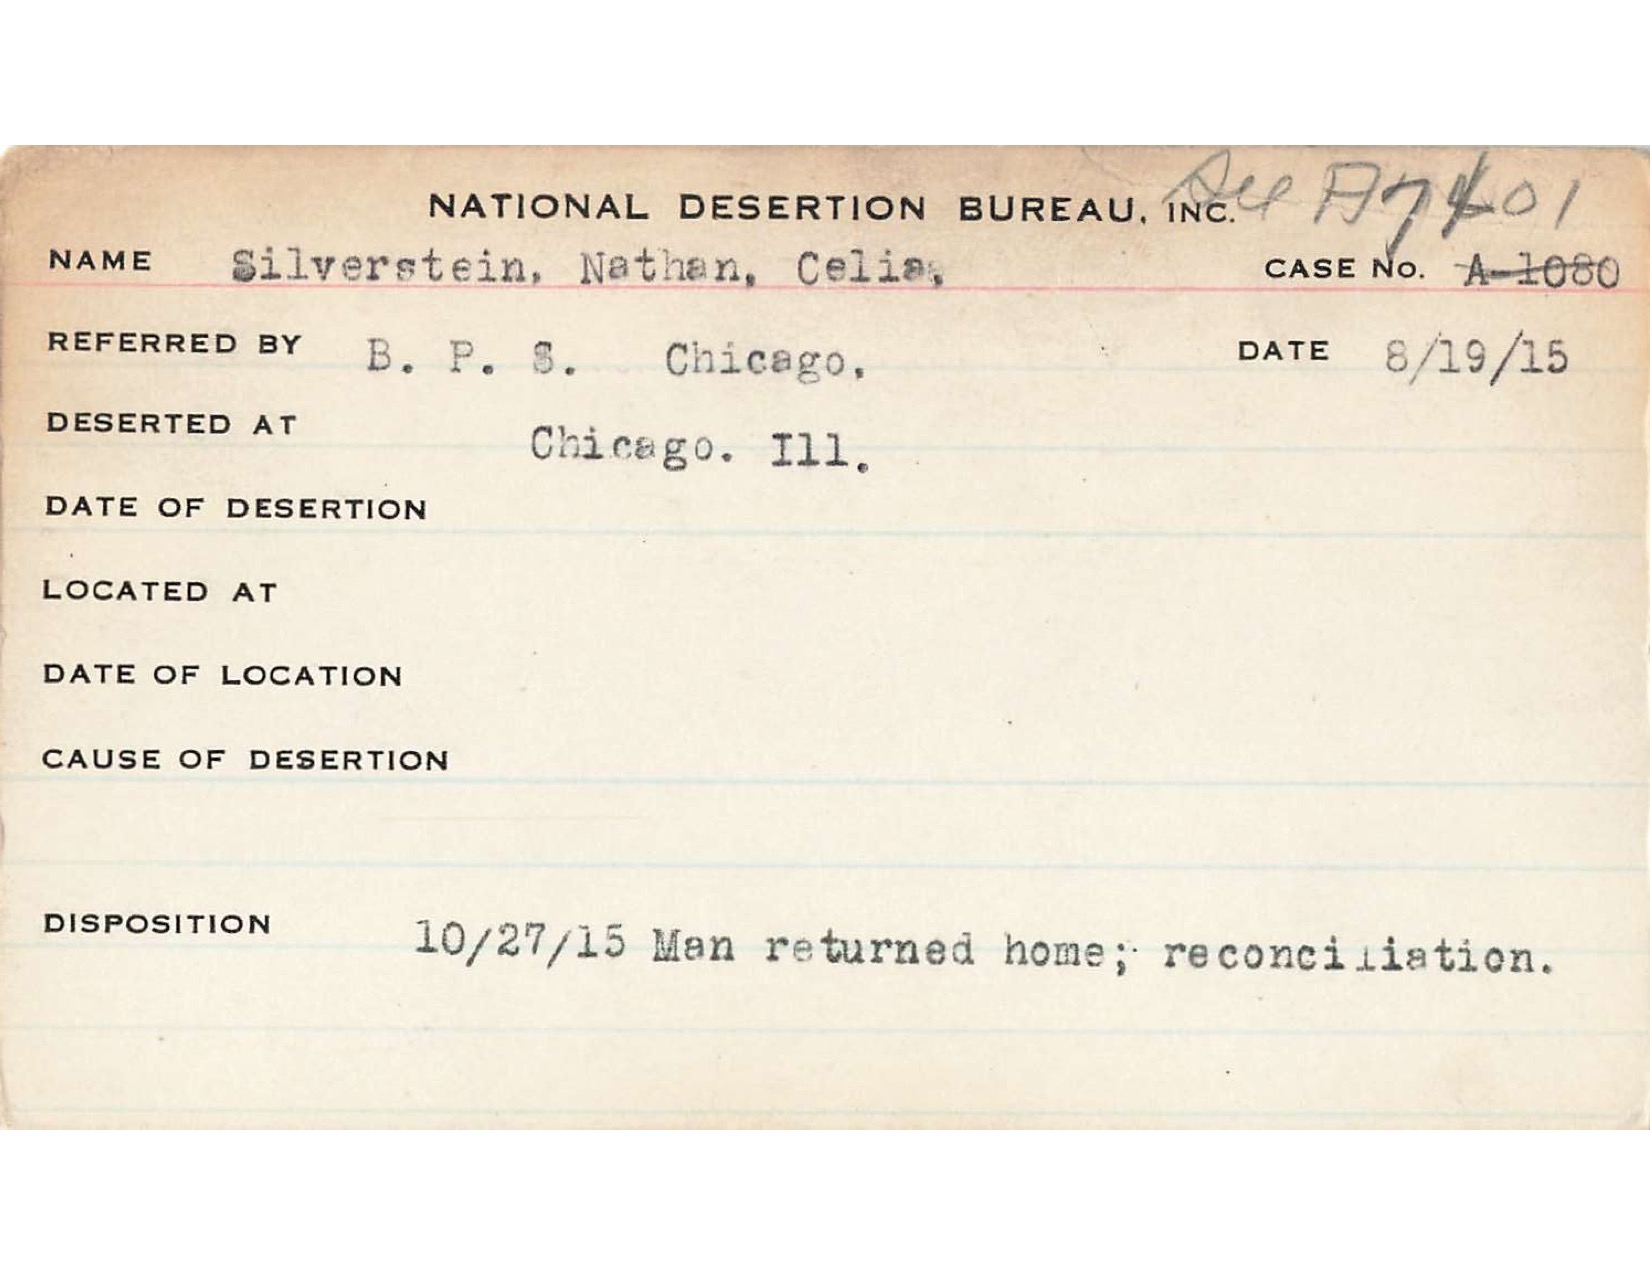 See A7401
NATIONAL DESERTION BUREAU, INC.
NAME Silverstein, Nathan, Celia, CASE No. A-1080
REFERRED BY B. P. S. Chicago, DATE 8/19/15
DESERTED AT Chicago. Ill.
DATE OF DESERTION
LOCATED AT
DATE OF LOCATION
CAUSE OF DESERTION
DISPOSITION 10/27/15 Man returned home; reconciliation.